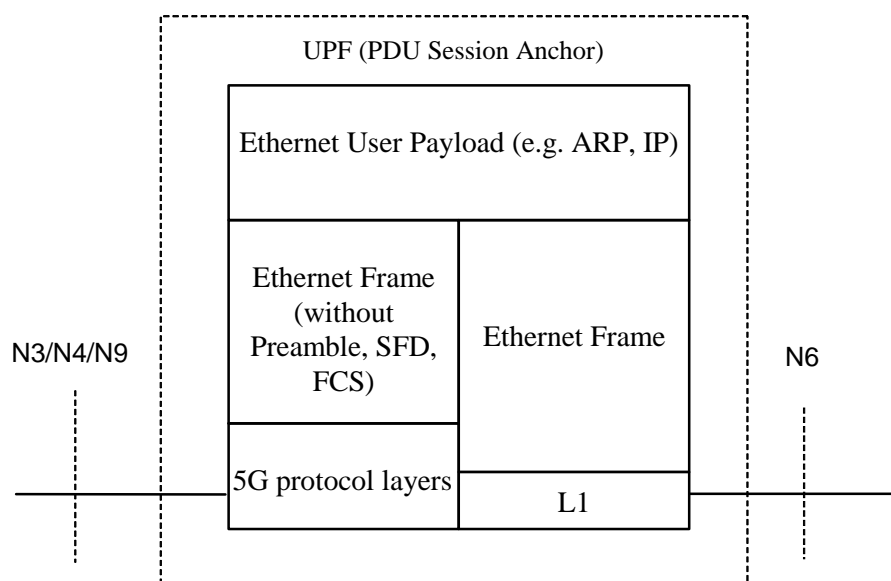 UPF (PDU Session Anchor)
Ethernet User Payload (e.g. ARP, IP)
Ethernet Frame
(without
Preamble, SFD,
FCS)
Ethernet Frame
N3/N4/N9
N6
5G protocol layers
L1